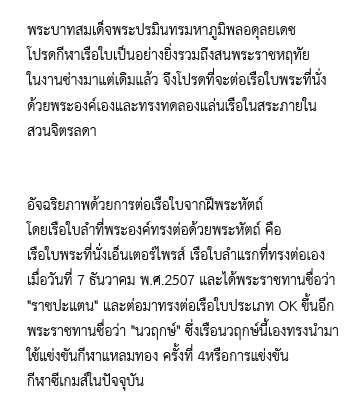 พระบาทสมเด็จพระปรมินทรมหาภูมิพลอดุลยเดช
โปรดกีฬาเรือใบเป็นอย่างยิ่งรวมถึงสนพระราชหฤทัย
ในงานช่างมาแต่เดิมแล้ว จึงโปรดที่จะต่อเรือใบพระที่นั่ง
ด้วยพระองค์เองและทรงทดลองแล่นเรือในสระภายใน
สวนจิตรลดา
อัจฉริยภาพด้วยการต่อเรือใบจากฝีพระหัตถ์
โดยเรือใบลำที่พระองค์ทรงต่อด้วยพระหัตถ์ คือ
เรือใบพระที่นั่งเอ็นเตอร์ไพรส์ เรือใบลำแรกที่ทรงต่อเอง
เมื่อวันที่ 7 ธันวาคม พ.ศ.2507 และได้พระราชทานชื่อว่า
"ราชปะแตน" และต่อมาทรงต่อเรือใบประเภท OK ขึ้นอีก
พระราชทานชื่อว่า "นวฤกษ์" ซึ่งเรือนวฤกษ์นี้เองทรงนำมา
ใช้แข่งขันกีฬาแหลมทอง ครั้งที่ 4หรือการแข่งขัน
กีฬาซีเกมส์ในปัจจุบัน